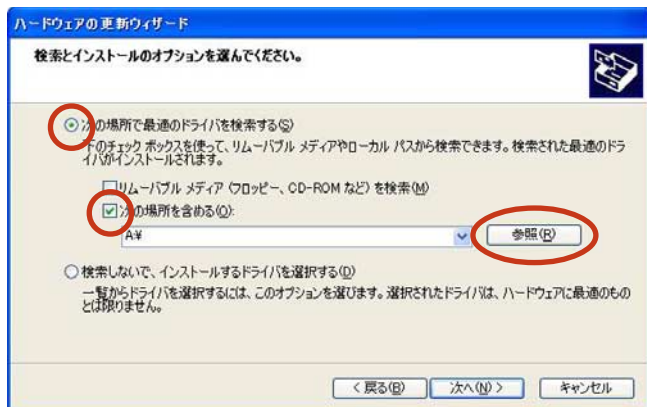 ハードウェアの更新ウィザード
検索とインストールのオプションを選んでください。
次の場所で最適のドライバを検索する(S)
下のチェック ボックスを使って、リムーバブル メディアやローカル パスから検索できます。検索された最適のドラ
イバがインストールされます。
リムーバブル メディア (フロッピー、CD-ROM など) を検索(M)
次の場所を含める(O):
A:¥
参照(R)
検索しないで、インストールするドライバを選択する(D)
一覧からドライバを選択するには、このオプションを選びます。選択されたドライバは、ハードウェアに最適のもの
とは限りません。
< 戻る(B)
次へ(N) >
キャンセル